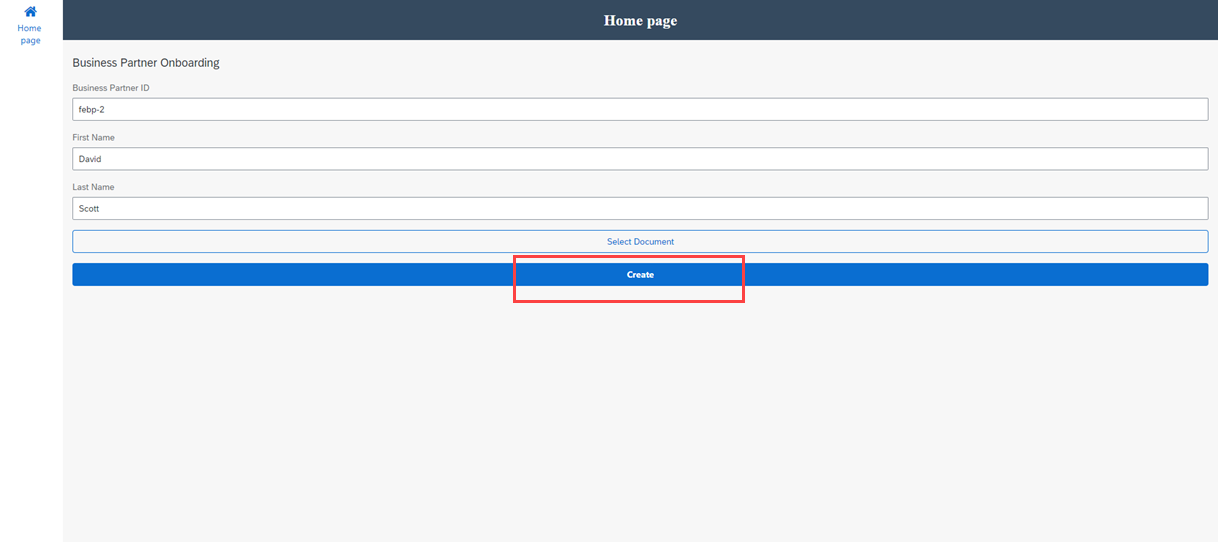 Home
page
Home page
Business Partner Onboarding
Business Partner ID
febp-2
First Name
David
Last Name
Scott
Select Document
Create